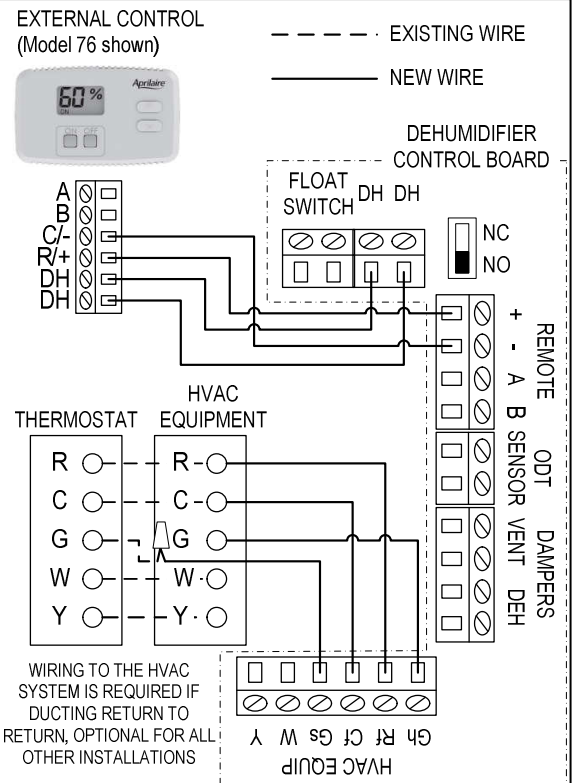 EXTERNAL CONTROL
(Model 76 shown)
EXISTING WIRE
NEW WIRE
60%
ON
Aprilaire
ON OFF
DEHUMIDIFIER
CONTROL BOARD
FLOAT
SWITCH
DH DH
NC
NO
A
B
C/-
R/+
DH
DH
+
-
A
B
REMOTE
ODT
SENSOR
VENT
DEH
DAMPERS
THERMOSTAT
HVAC
EQUIPMENT
R R
C C
G G
W W
Y Y
WIRING TO THE HVAC
SYSTEM IS REQUIRED IF
DUCTING RETURN TO
RETURN, OPTIONAL FOR ALL
OTHER INSTALLATIONS
Y W Gs Cf Rf Gh
HVAC EQUIP